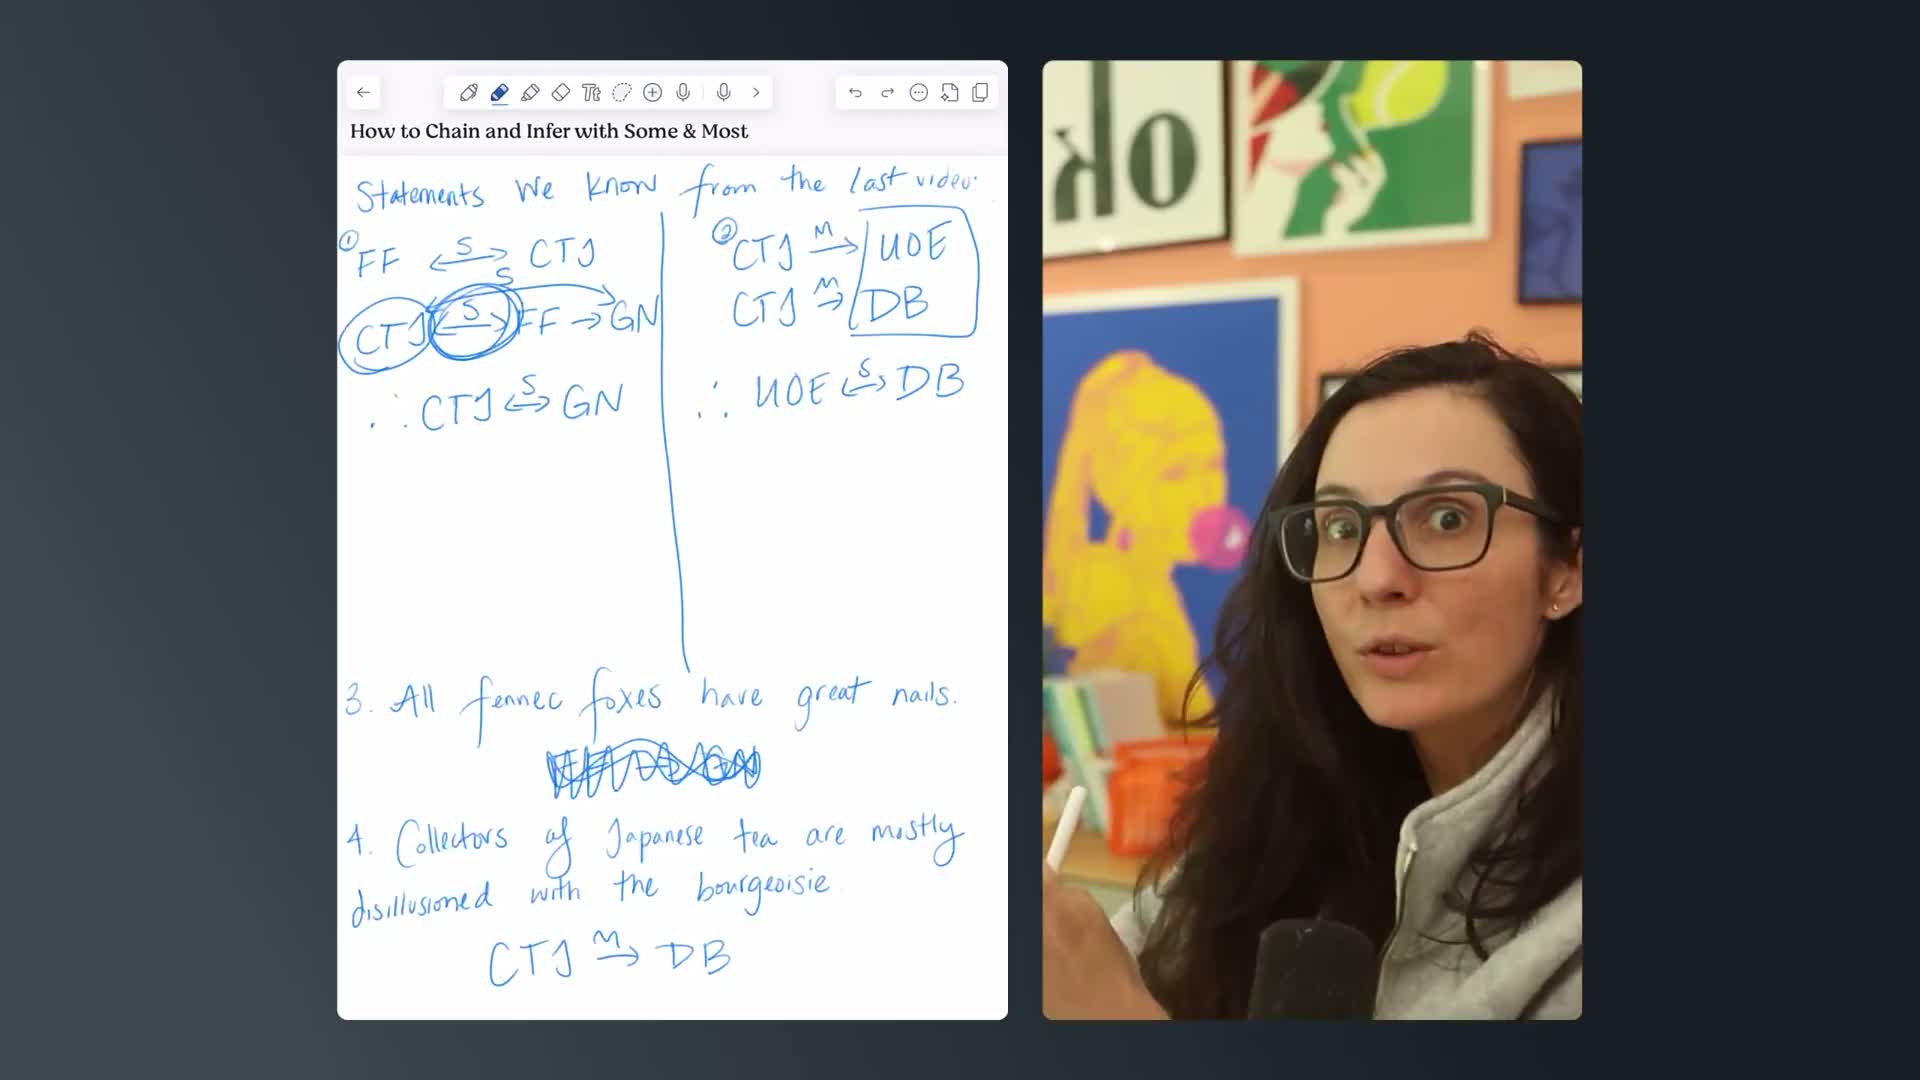 How to Chain and Infer with Some & Most
Statements We know from the last video:
① FF ⟷ˢ CTJ
CTJ ⟷ˢ FF → GN
S
∴ CTJ ⟷ˢ GN
② CTJ →ᴹ UOE
CTJ →ᴹ DB
∴ UOE ⟷ˢ DB
3. All fennec foxes have great nails.
4. Collectors of Japanese tea are mostly
disillusioned with the bourgeoisie.
CTJ →ᴹ DB
ok